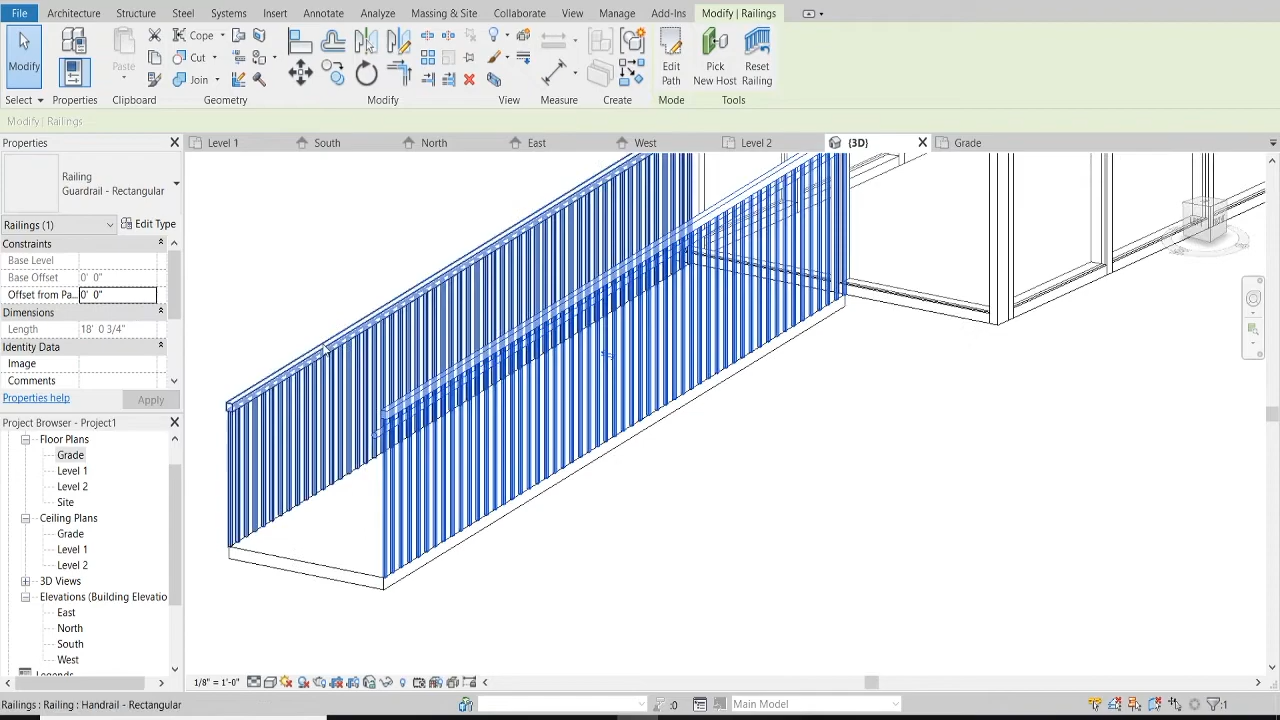 File Architecture Structure Steel Systems Insert Annotate Analyze Massing & Site Collaborate View Manage Add-Ins Modify | Railings
Cope
Cut
Join
Modify Paste Edit Path Pick New Host Reset Railing
Select Properties Clipboard Geometry Modify View Measure Create Mode Tools
Modify | Railings
Properties
Level 1 South North East West Level 2 (3D) Grade
Railing
Guardrail - Rectangular
Railings (1) Edit Type
Constraints
Base Level
Base Offset 0' 0"
Offset from Pa... 0' 0"
Dimensions
Length 18' 0 3/4"
Identity Data
Image
Comments
Properties help Apply
Project Browser - Project1
Floor Plans
Grade
Level 1
Level 2
Site
Ceiling Plans
Grade
Level 1
Level 2
3D Views
Elevations (Building Elevatio
East
North
South
West
1/8" = 1'-0"
Railings : Railing : Handrail - Rectangular :0 Main Model :1